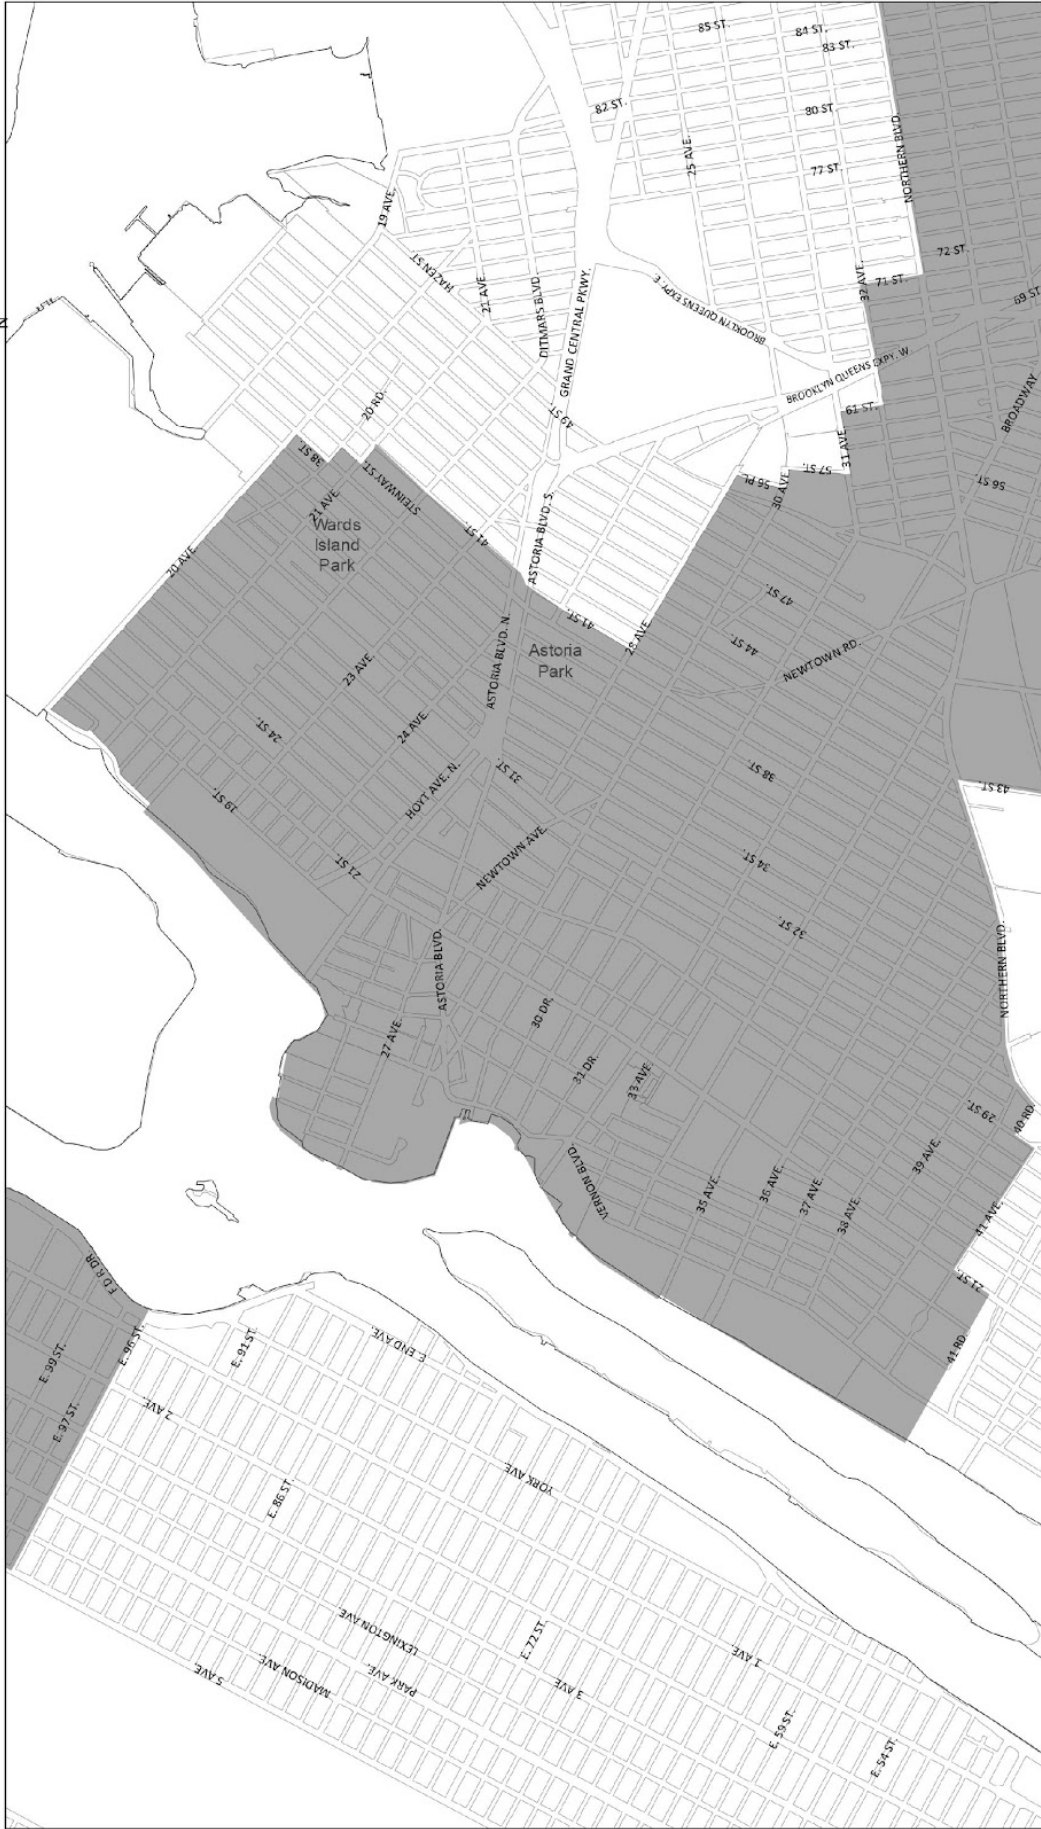 85 ST.
84 ST.
83 ST.
82 ST.
80 ST.
25 AVE.
77 ST.
NORTHERN BLVD.
19 AVE.
72 ST.
HAZEN ST
21 AVE.
DITMARS BLVD.
GRAND CENTRAL PKWY.
BROOKLYN QUEENS EXPY. E.
32 AVE.
71 ST.
69 ST.
N
BROOKLYN QUEENS EXPY. W.
20 RD.
49 ST.
61 ST.
BROADWAY
31 AVE.
38 ST.
STEINWAY ST.
57 ST.
56 PL.
30 AVE.
56 ST.
21 AVE.
Wards
Island
Park
41 ST.
ASTORIA BLVD. S.
20 AVE.
47 ST.
41 ST.
28 AVE.
44 ST.
NEWTOWN RD.
ASTORIA BLVD. N.
Astoria
Park
23 AVE.
24 ST.
24 AVE.
31 ST.
38 ST.
43 ST.
HOYT AVE. N.
19 ST.
21 ST.
NEWTOWN AVE.
34 ST.
32 ST.
NORTHERN BLVD.
ASTORIA BLVD.
30 DR.
27 AVE.
31 DR.
33 AVE.
29 ST.
40 RD.
39 AVE.
VERNON BLVD.
35 AVE.
36 AVE.
37 AVE.
38 AVE.
41 AVE.
F D R DR.
21 ST.
E. 96 ST.
E. 91 ST.
E END AVE.
41 RD.
E. 99 ST.
E. 97 ST.
2 AVE.
E. 86 ST.
YORK AVE.
LEXINGTON AVE.
E. 72 ST.
1 AVE.
5 AVE.
MADISON AVE.
PARK AVE.
3 AVE.
E. 59 ST.
E. 54 ST.